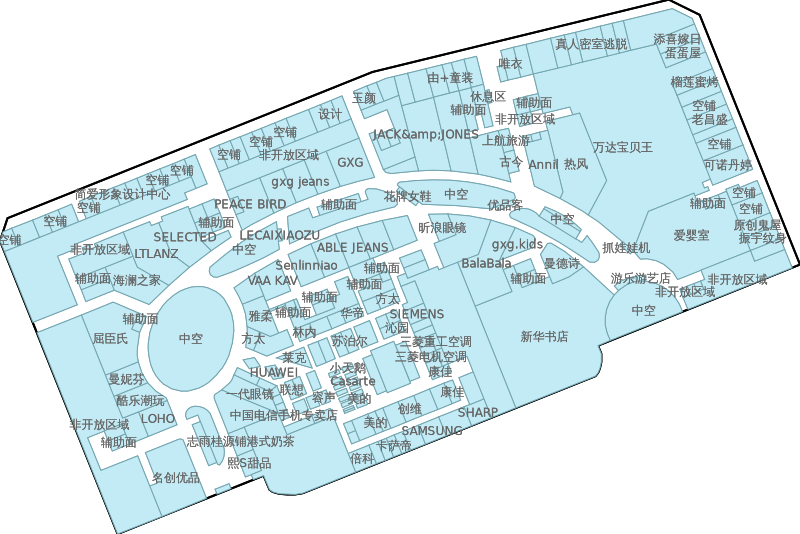 真人密室逃脱
添喜嫁日
蛋蛋屋
唯衣
由+童装
榴莲蜜烤
玉颜
休息区
辅助面
辅助面
空铺
老昌盛
设计
非开放区域
空铺
空铺
JACK&amp;JONES
上航旅游
万达宝贝王
空铺
空铺
非开放区域
GXG
古今
Annil
热风
可诺丹婷
空铺
空铺
gxg jeans
简爱形象设计中心
花牌女鞋
中空
空铺
辅助面
空铺
PEACE BIRD
辅助面
优品客
空铺
空铺
辅助面
中空
原创鬼屋
昕浪眼镜
空铺
SELECTED
LECAIXIAOZU
爱婴室
振宇纹身
非开放区域
LTLANZ
中空
ABLE JEANS
gxg.kids
抓娃娃机
Senlinniao
辅助面
BalaBala
曼德诗
辅助面
海澜之家
VAA KAV
辅助面
辅助面
游乐游艺店
非开放区域
辅助面
方太
非开放区域
辅助面
雅柔
辅助面
华帝
SIEMENS
中空
沁园
屈臣氏
中空
方太
林内
苏泊尔
三菱重工空调
新华书店
莱克
三菱电机空调
HUAWEI
小天鹅
康佳
曼妮芬
Casarte
一代眼镜
联想
容声
美的
康佳
酷乐潮玩
LOHO
中国电信手机专卖店
创维
SHARP
非开放区域
美的
辅助面
志雨桂源铺港式奶茶
SAMSUNG
卡萨帝
熙S甜品
倍科
名创优品